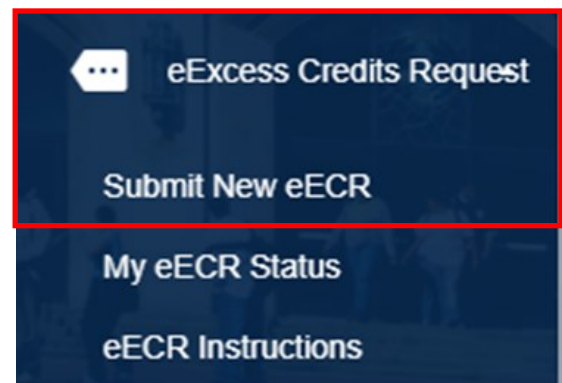 eExcess Credits Request
Submit New eECR
My eECR Status
eECR Instructions